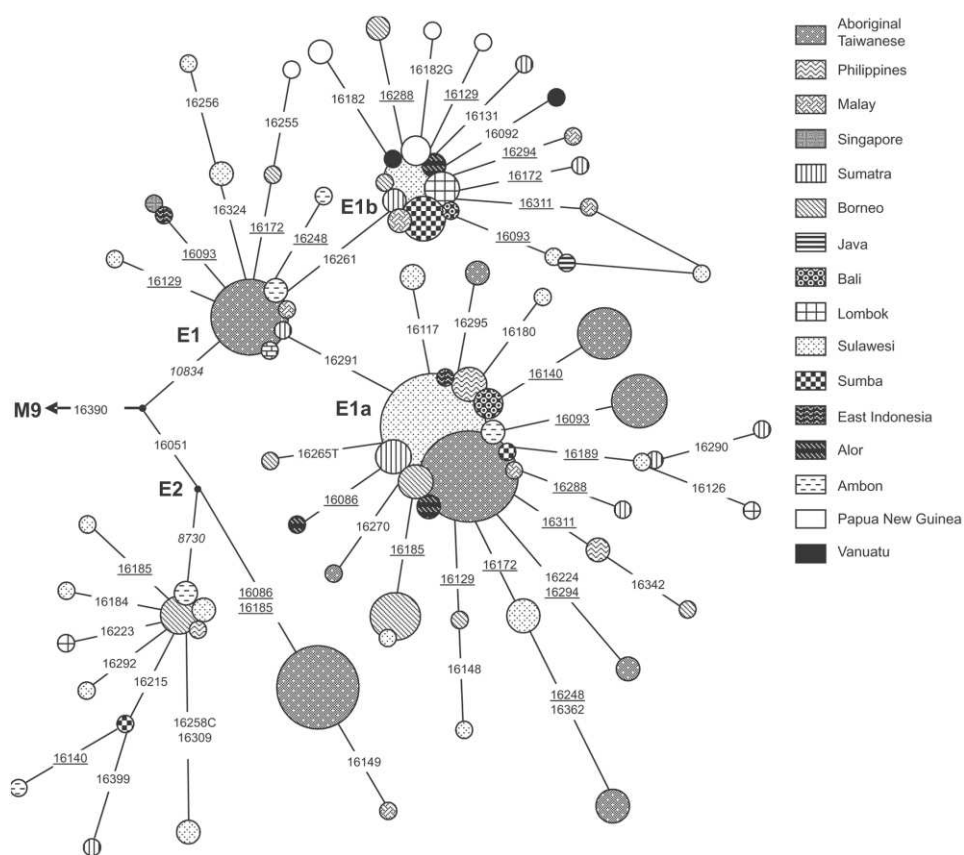 16256
16255
16182
16288
16182G
16129
16131
16092
16294
16172
16311
16093
E1b
16324
16172
16248
16261
16093
16129
E1
16291
10834
M9
16390
16051
E2
8730
16117
16295
16180
16140
16093
E1a
16265T
16189
16290
16126
16288
16086
16270
16311
16342
16185
16129
16172
16224
16294
16148
16248
16362
16185
16184
16223
16292
16215
16086
16185
16258C
16309
16140
16399
16149
Aboriginal
Taiwanese
Philippines
Malay
Singapore
Sumatra
Borneo
Java
Bali
Lombok
Sulawesi
Sumba
East Indonesia
Alor
Ambon
Papua New Guinea
Vanuatu